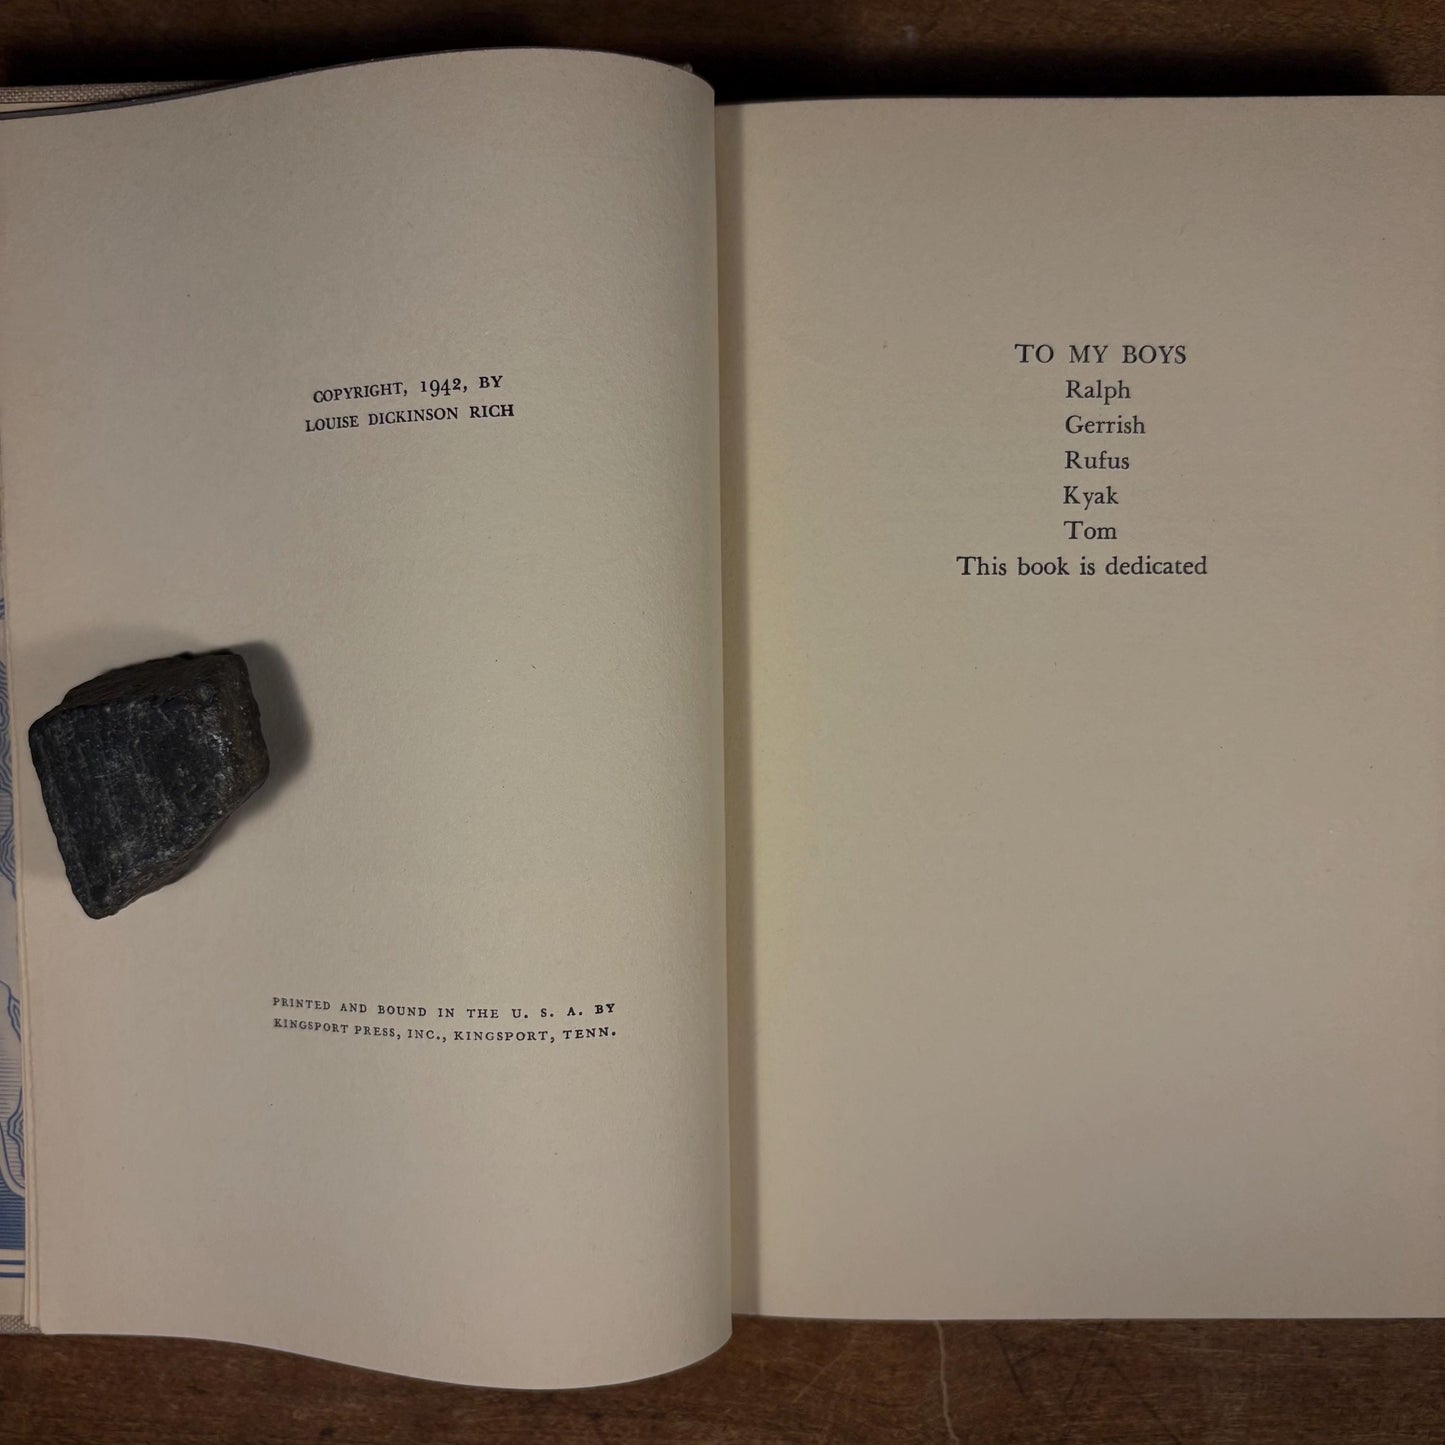 COPYRIGHT, 1942, BY
LOUISE DICKINSON RICH
PRINTED AND BOUND IN THE U. S. A. BY
KINGSPORT PRESS, INC., KINGSPORT, TENN.
TO MY BOYS
Ralph
Gerrish
Rufus
Kyak
Tom
This book is dedicated